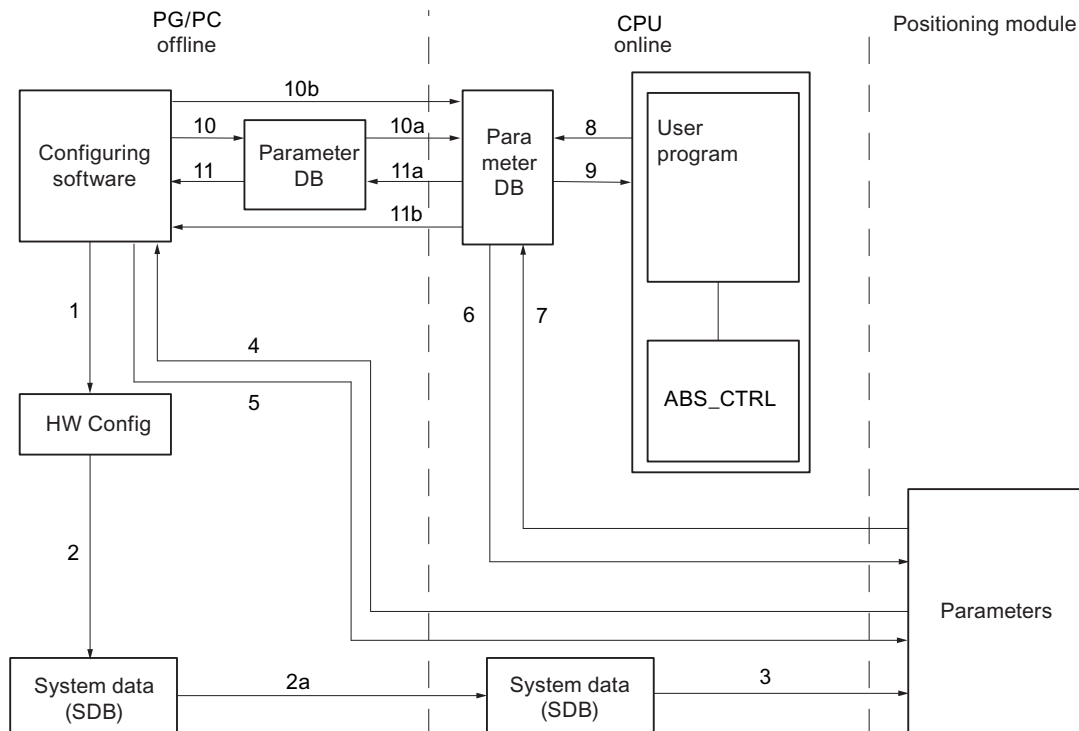 PG/PC
offline
CPU
online
Positioning module
10b
10
10a
8
Configuring
software
Parameter
DB
Para
meter
DB
User
program
11
11a
9
11b
1
6
7
4
5
HW Config
ABS_CTRL
2
Parameters
System data
(SDB)
2a
System data
(SDB)
3